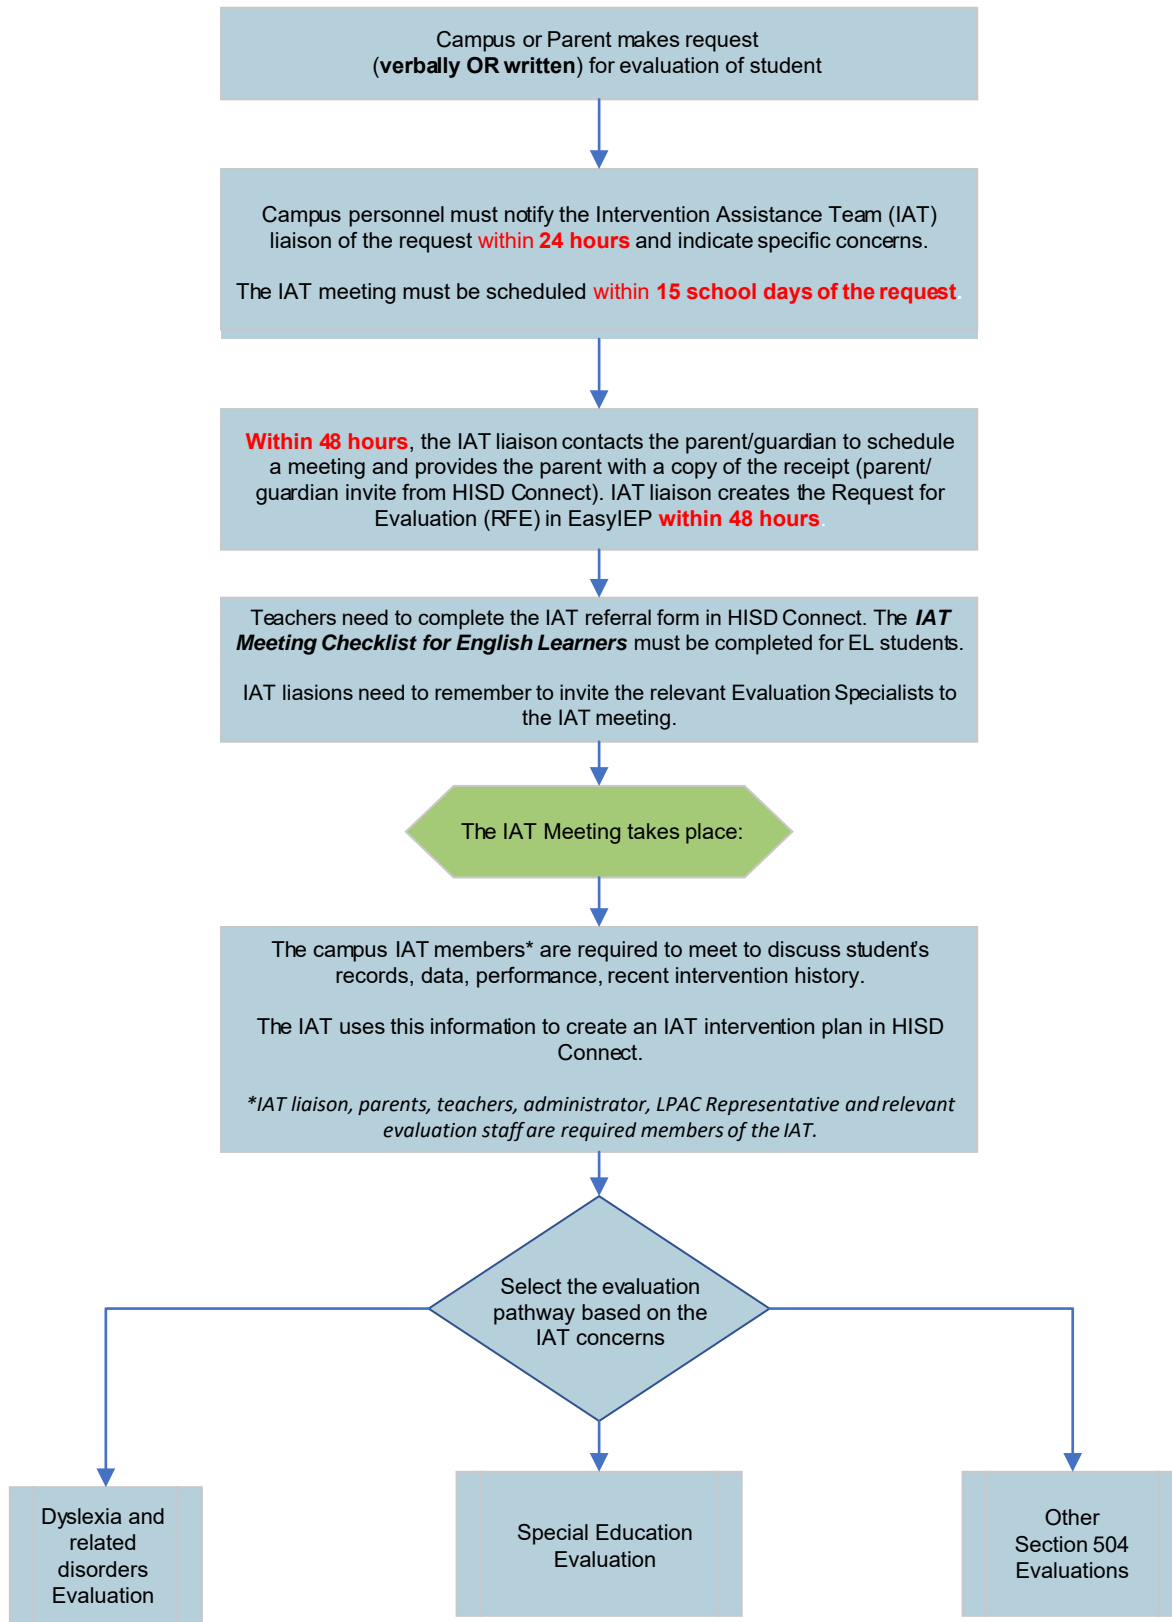 Campus or Parent makes request
(verbally OR written) for evaluation of student
Campus personnel must notify the Intervention Assistance Team (IAT)
liaison of the request within 24 hours and indicate specific concerns.
The IAT meeting must be scheduled within 15 school days of the request.
Within 48 hours, the IAT liaison contacts the parent/guardian to schedule
a meeting and provides the parent with a copy of the receipt (parent/
guardian invite from HISD Connect). IAT liaison creates the Request for
Evaluation (RFE) in EasyIEP within 48 hours.
Teachers need to complete the IAT referral form in HISD Connect. The IAT
Meeting Checklist for English Learners must be completed for EL students.
IAT liasions need to remember to invite the relevant Evaluation Specialists to
the IAT meeting.
The IAT Meeting takes place:
The campus IAT members* are required to meet to discuss student's
records, data, performance, recent intervention history.
The IAT uses this information to create an IAT intervention plan in HISD
Connect.
*IAT liaison, parents, teachers, administrator, LPAC Representative and relevant
evaluation staff are required members of the IAT.
Select the evaluation
pathway based on the
IAT concerns
Dyslexia and
related
disorders
Evaluation
Special Education
Evaluation
Other
Section 504
Evaluations